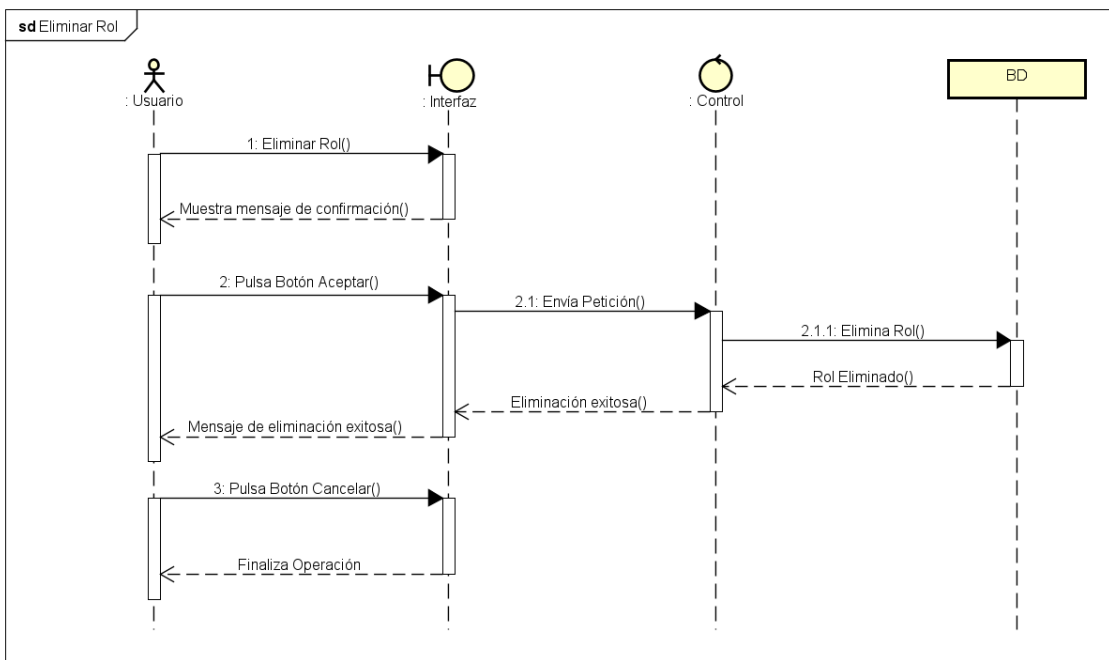 sd Eliminar Rol
: Usuario
: Interfaz
: Control
BD
1: Eliminar Rol()
Muestra mensaje de confirmación()
2: Pulsa Botón Aceptar()
2.1: Envía Petición()
2.1.1: Elimina Rol()
Rol Eliminado()
Eliminación exitosa()
Mensaje de eliminación exitosa()
3: Pulsa Botón Cancelar()
Finaliza Operación